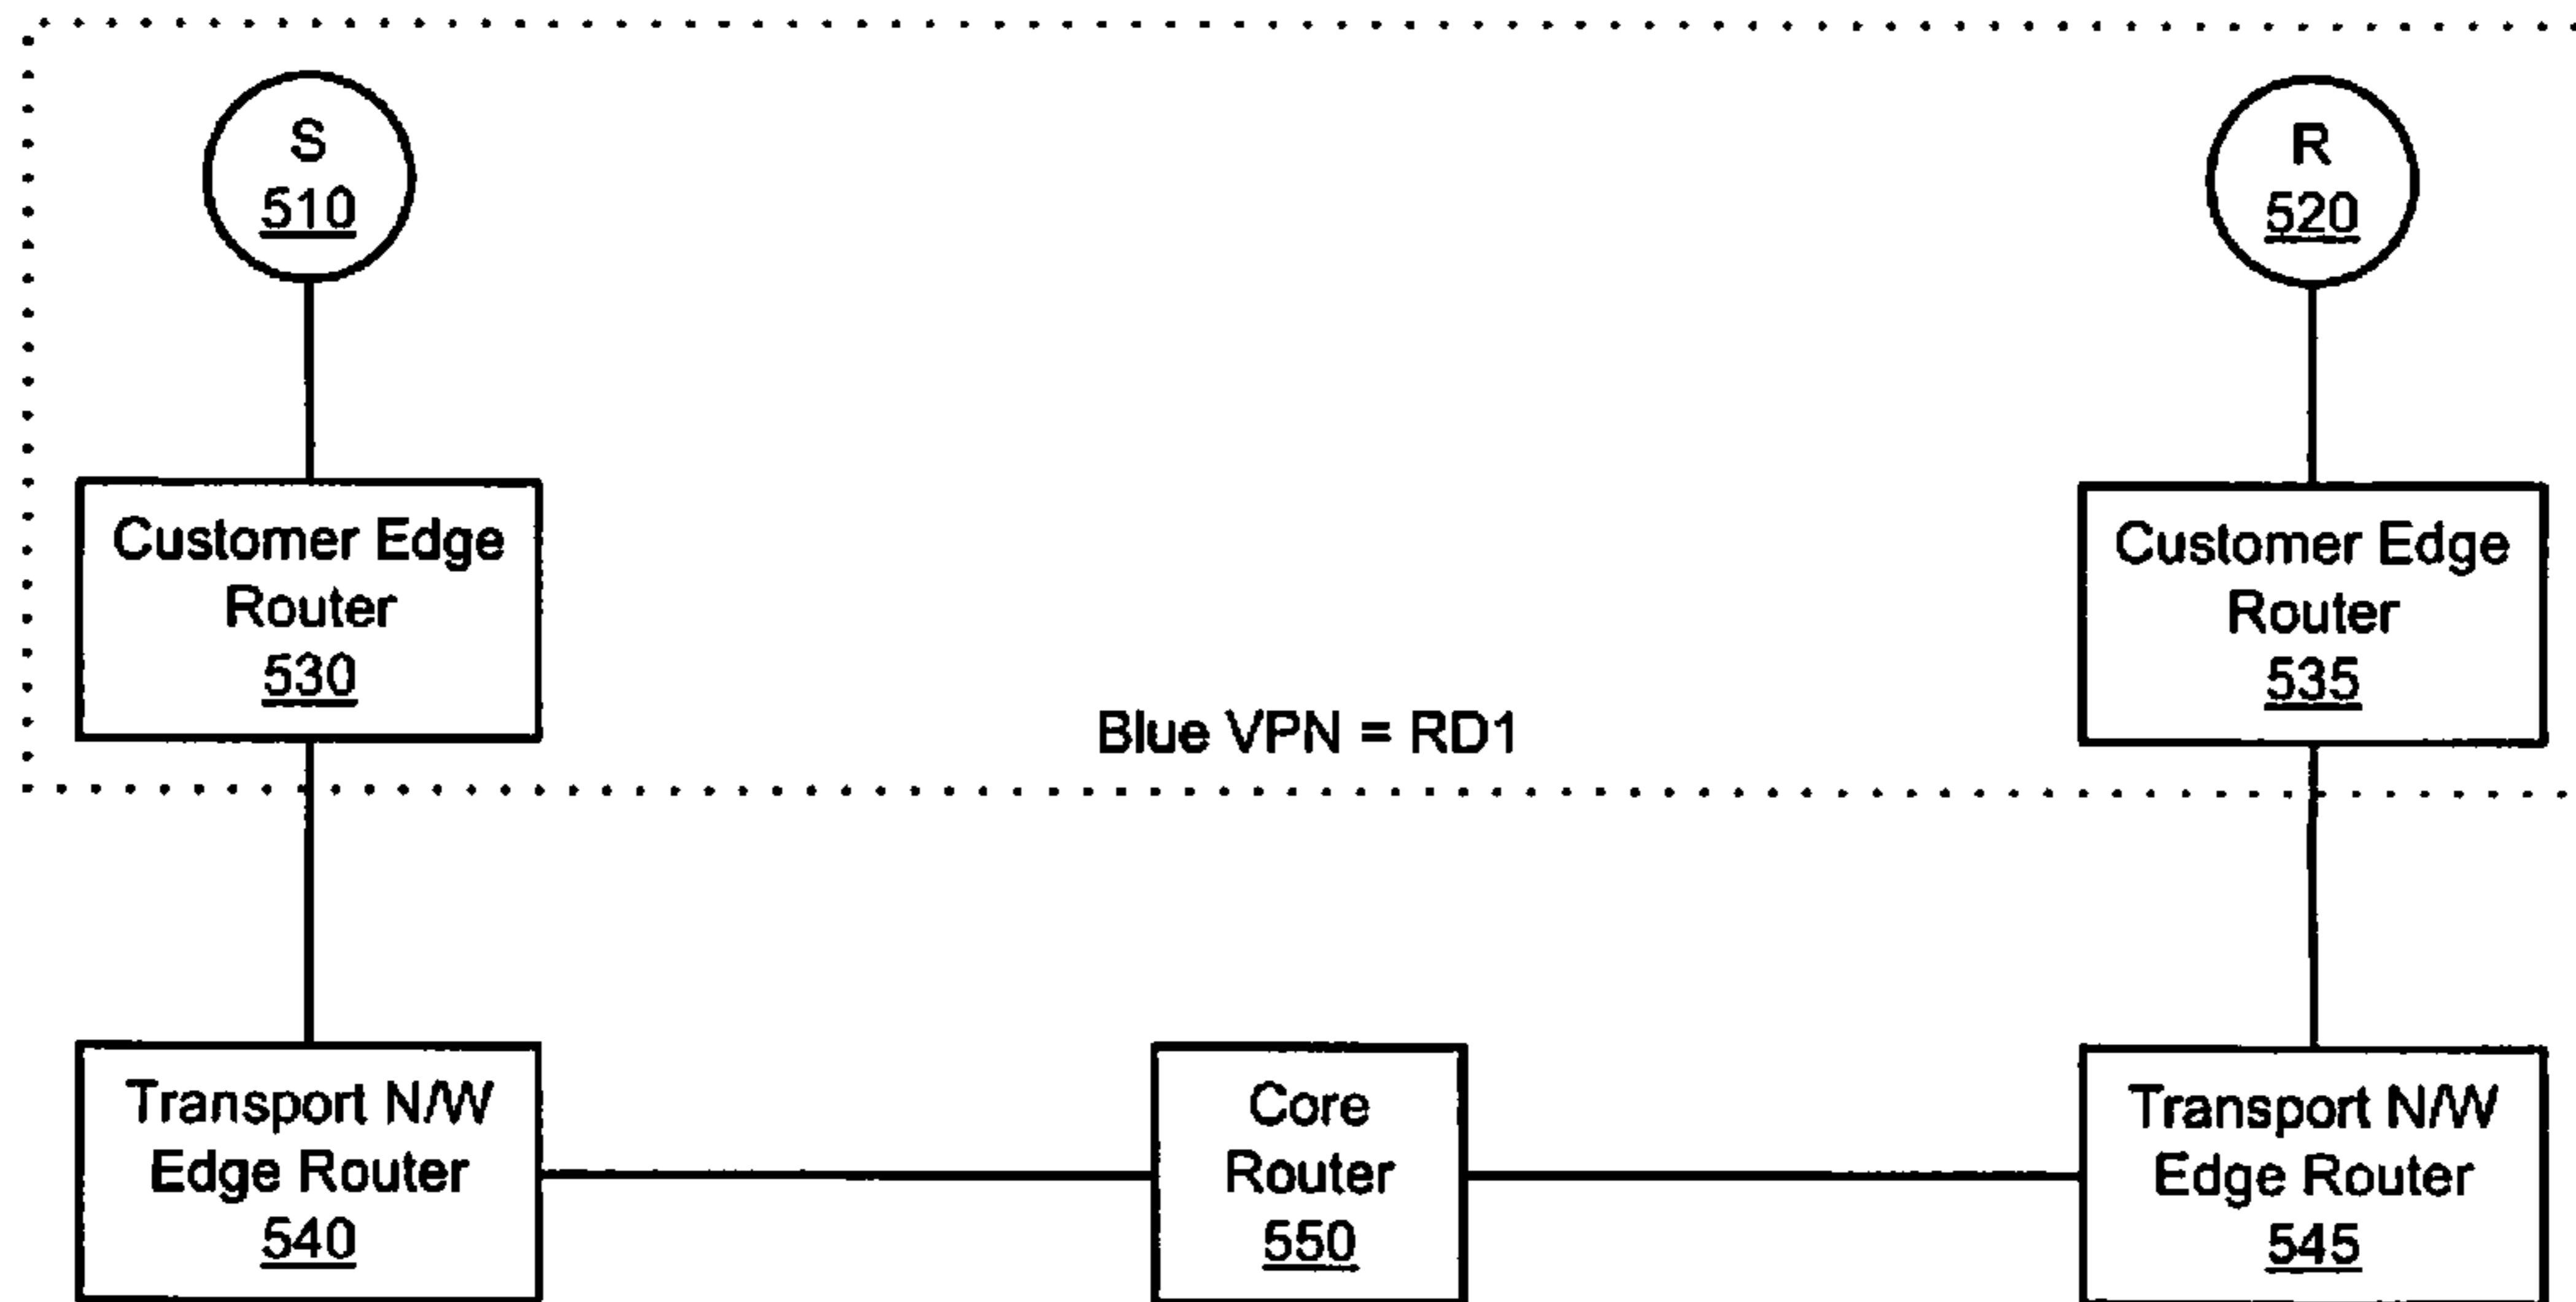 S
510
R
520
Customer Edge
Router
530
Customer Edge
Router
535
Blue VPN = RD1
Transport N/W
Edge Router
540
Core
Router
550
Transport N/W
Edge Router
545